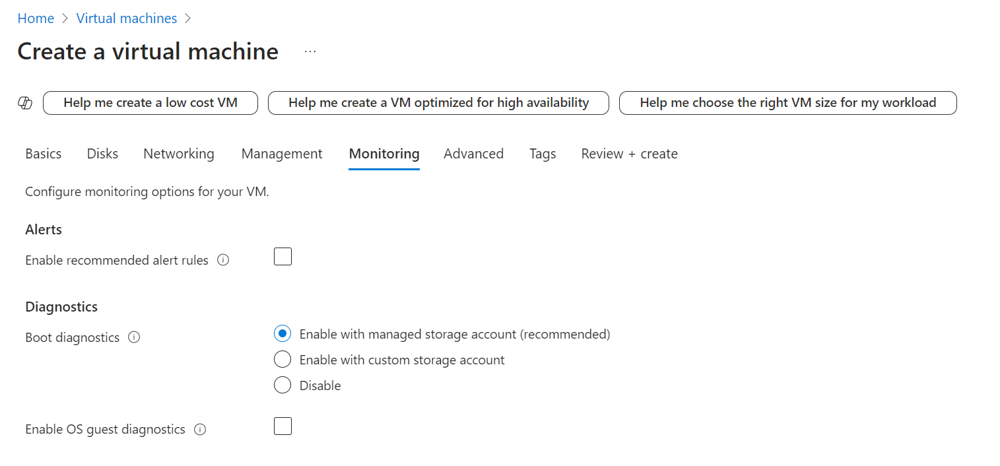 Home > Virtual machines >
Create a virtual machine ...
Help me create a low cost VM Help me create a VM optimized for high availability Help me choose the right VM size for my workload
Basics Disks Networking Management Monitoring Advanced Tags Review + create
Configure monitoring options for your VM.
Alerts
Enable recommended alert rules
Diagnostics
Boot diagnostics
Enable with managed storage account (recommended)
Enable with custom storage account
Disable
Enable OS guest diagnostics